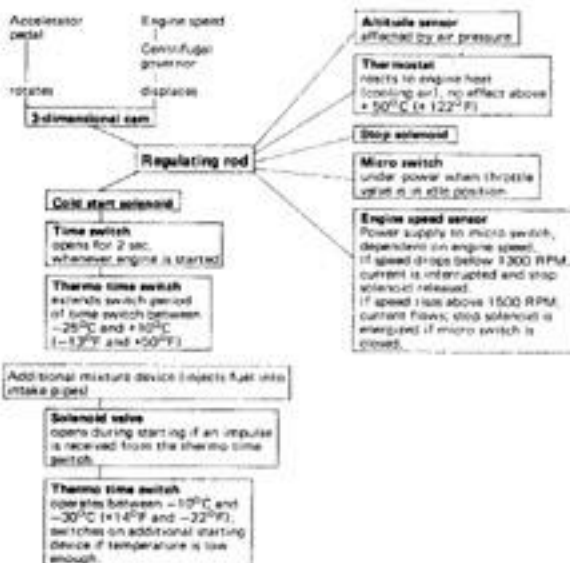 Accelerator
pedal
rotates
Engine speed
Centrifugal
governor
displaces
3-dimensional cam
Regulating rod
Altitude sensor
affected by air pressure
Thermostat
reacts to engine heat
(cooling air), no effect above
+ 50°C (+ 122°F)
Stop solenoid
Micro switch
under power when throttle
valve is in idle position
Engine speed sensor
Power supply to micro switch,
dependent on engine speed.
If speed drops below 1300 RPM,
current is interrupted and stop
solenoid released.
If speed rises above 1500 RPM,
current flows; stop solenoid is
energized if micro switch is
closed.
Cold start solenoid
Time switch
opens for 2 sec.
whenever engine is started
Thermo time switch
extends switch period
of time switch between
and +10°C
and +50°F)
Additional mixture device (injects fuel into
intake pipes)
Solenoid valve
opens during starting if an impulse
is received from the thermo time
switch.
Thermo time switch
operates between −10°C and
−30°C (+14°F and −22°F);
switches on additional starting
device if temperature is low
enough.